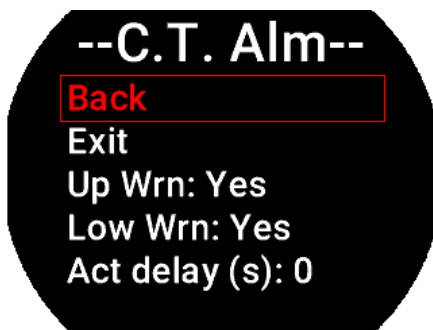 --C.T. Alm--
Back
Exit
Up Wrn: Yes
Low Wrn: Yes
Act delay (s): 0